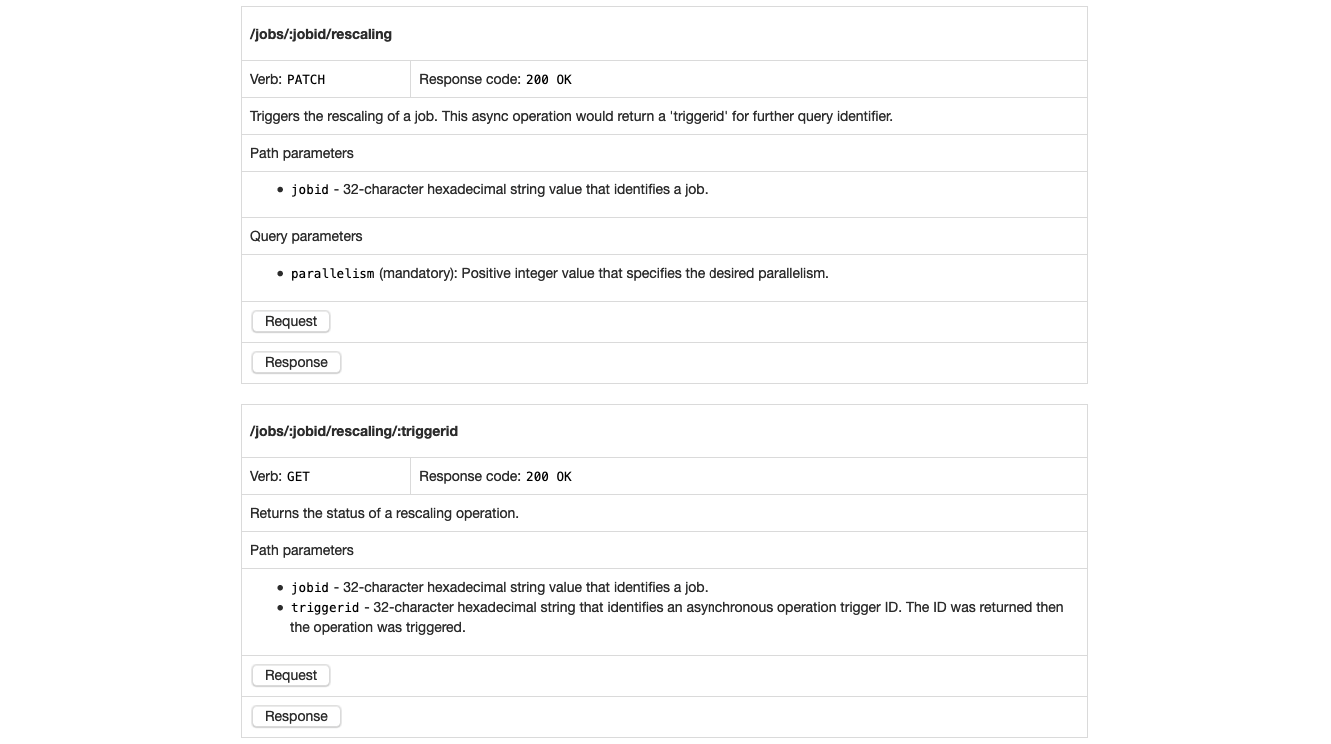 /jobs/:jobid/rescaling
Verb: PATCH
Response code: 200 OK
Triggers the rescaling of a job. This async operation would return a 'triggerid' for further query identifier.
Path parameters
• jobid - 32-character hexadecimal string value that identifies a job.
Query parameters
• parallelism (mandatory): Positive integer value that specifies the desired parallelism.
Request
Response
/jobs/:jobid/rescaling/:triggerid
Verb: GET
Response code: 200 OK
Returns the status of a rescaling operation.
Path parameters
• jobid - 32-character hexadecimal string value that identifies a job.
• triggerid - 32-character hexadecimal string that identifies an asynchronous operation trigger ID. The ID was returned then
the operation was triggered.
Request
Response